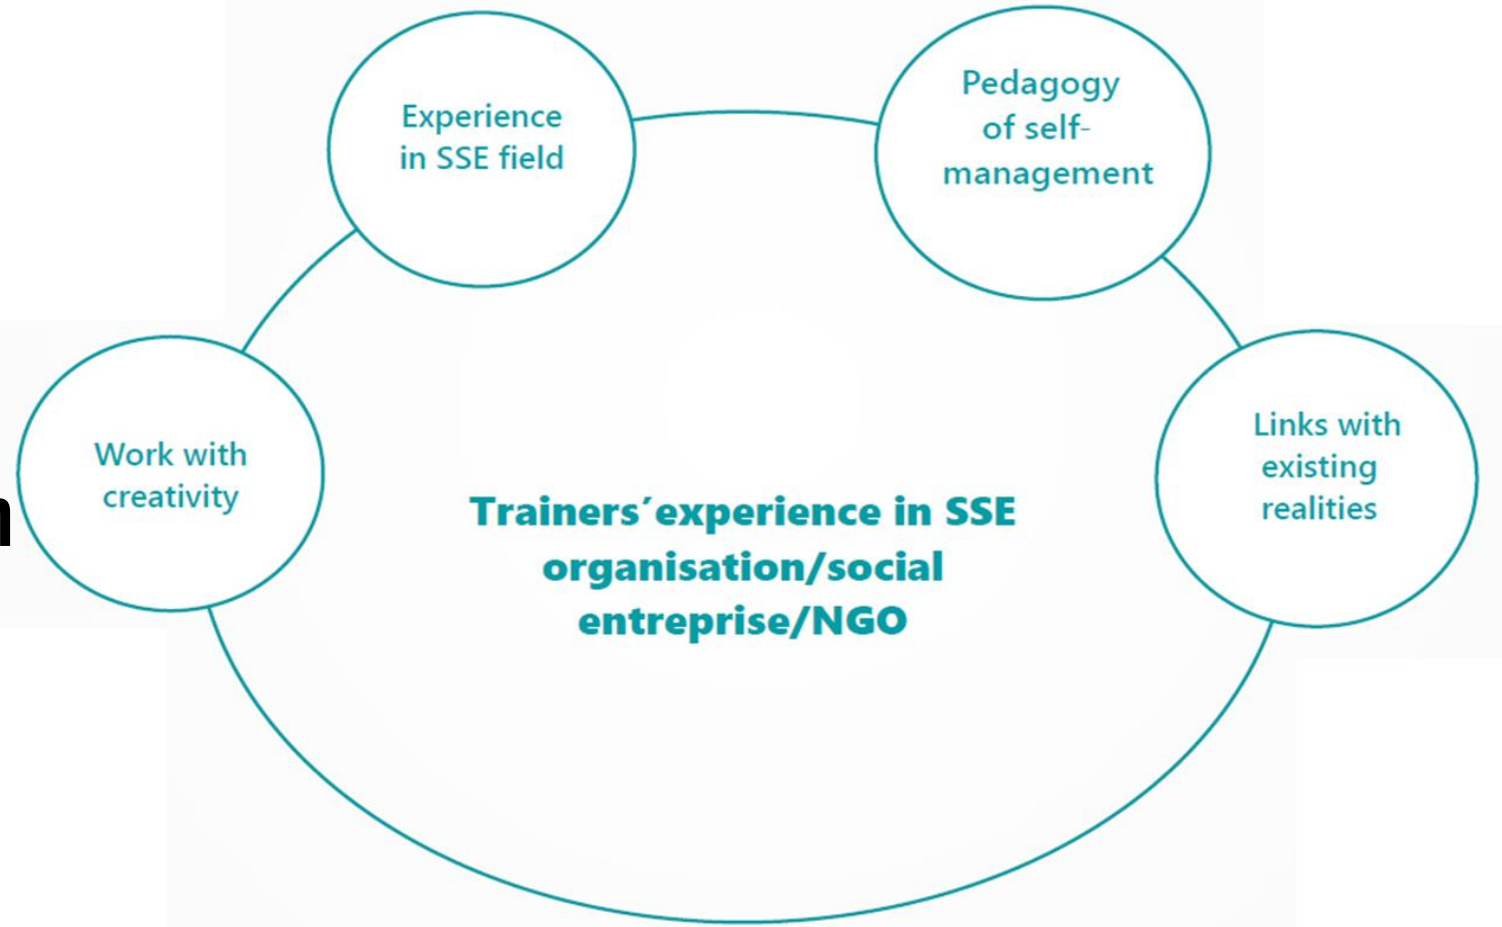 Experience
in SSE field
Pedagogy
of self-
management
Work with
creativity
Links with
existing
realities
Trainers´experience in SSE
organisation/social
entreprise/NGO